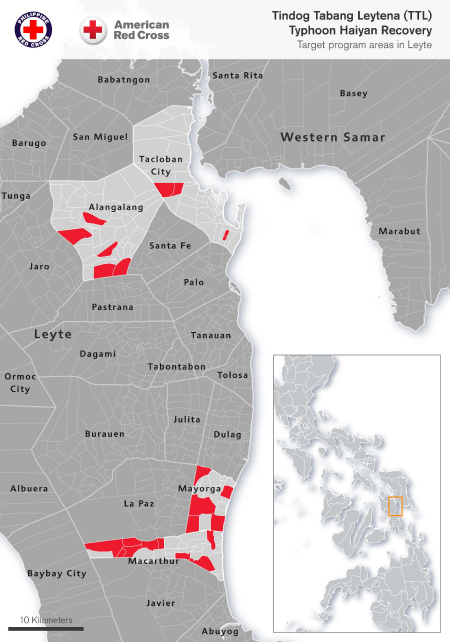 PHILIPPINE
RED CROSS
American
Red Cross
Tindog Tabang Leytena (TTL)
Typhoon Haiyan Recovery
Target program areas in Leyte
Babatngon
Santa Rita
Basey
San Miguel
Barugo
Western Samar
Tacloban
City
Tunga
Alangalang
Marabut
Santa Fe
Jaro
Palo
Pastrana
Leyte
Tanauan
Dagami
Tabontabon
Tolosa
Ormoc
City
Julita
Burauen
Dulag
Albuera
Mayorga
La Paz
Macarthur
Baybay City
Javier
10 Kilometers
Abuyog